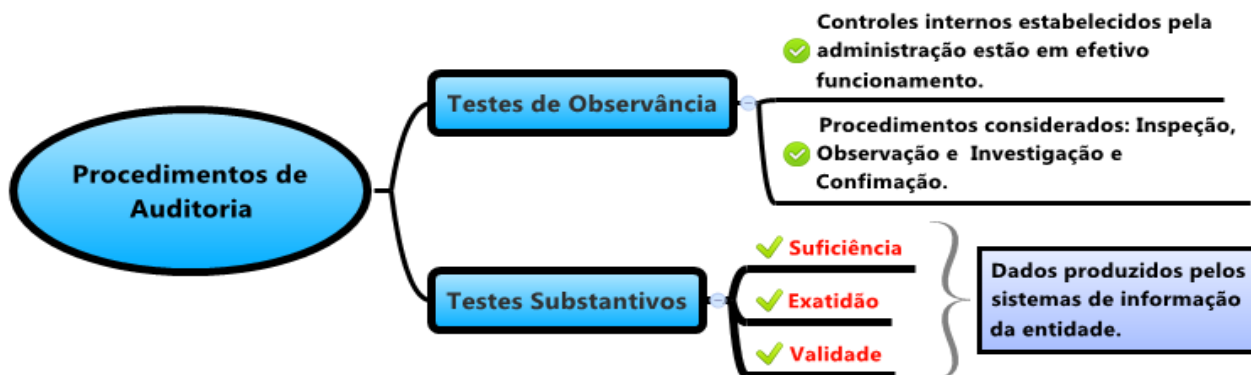 Procedimentos de
Auditoria
Testes de Observância
Controles internos estabelecidos pela
administração estão em efetivo
funcionamento.
Procedimentos considerados: Inspeção,
Observação e Investigação e
Confimação.
Testes Substantivos
Suficiência
Exatidão
Validade
Dados produzidos pelos
sistemas de informação
da entidade.